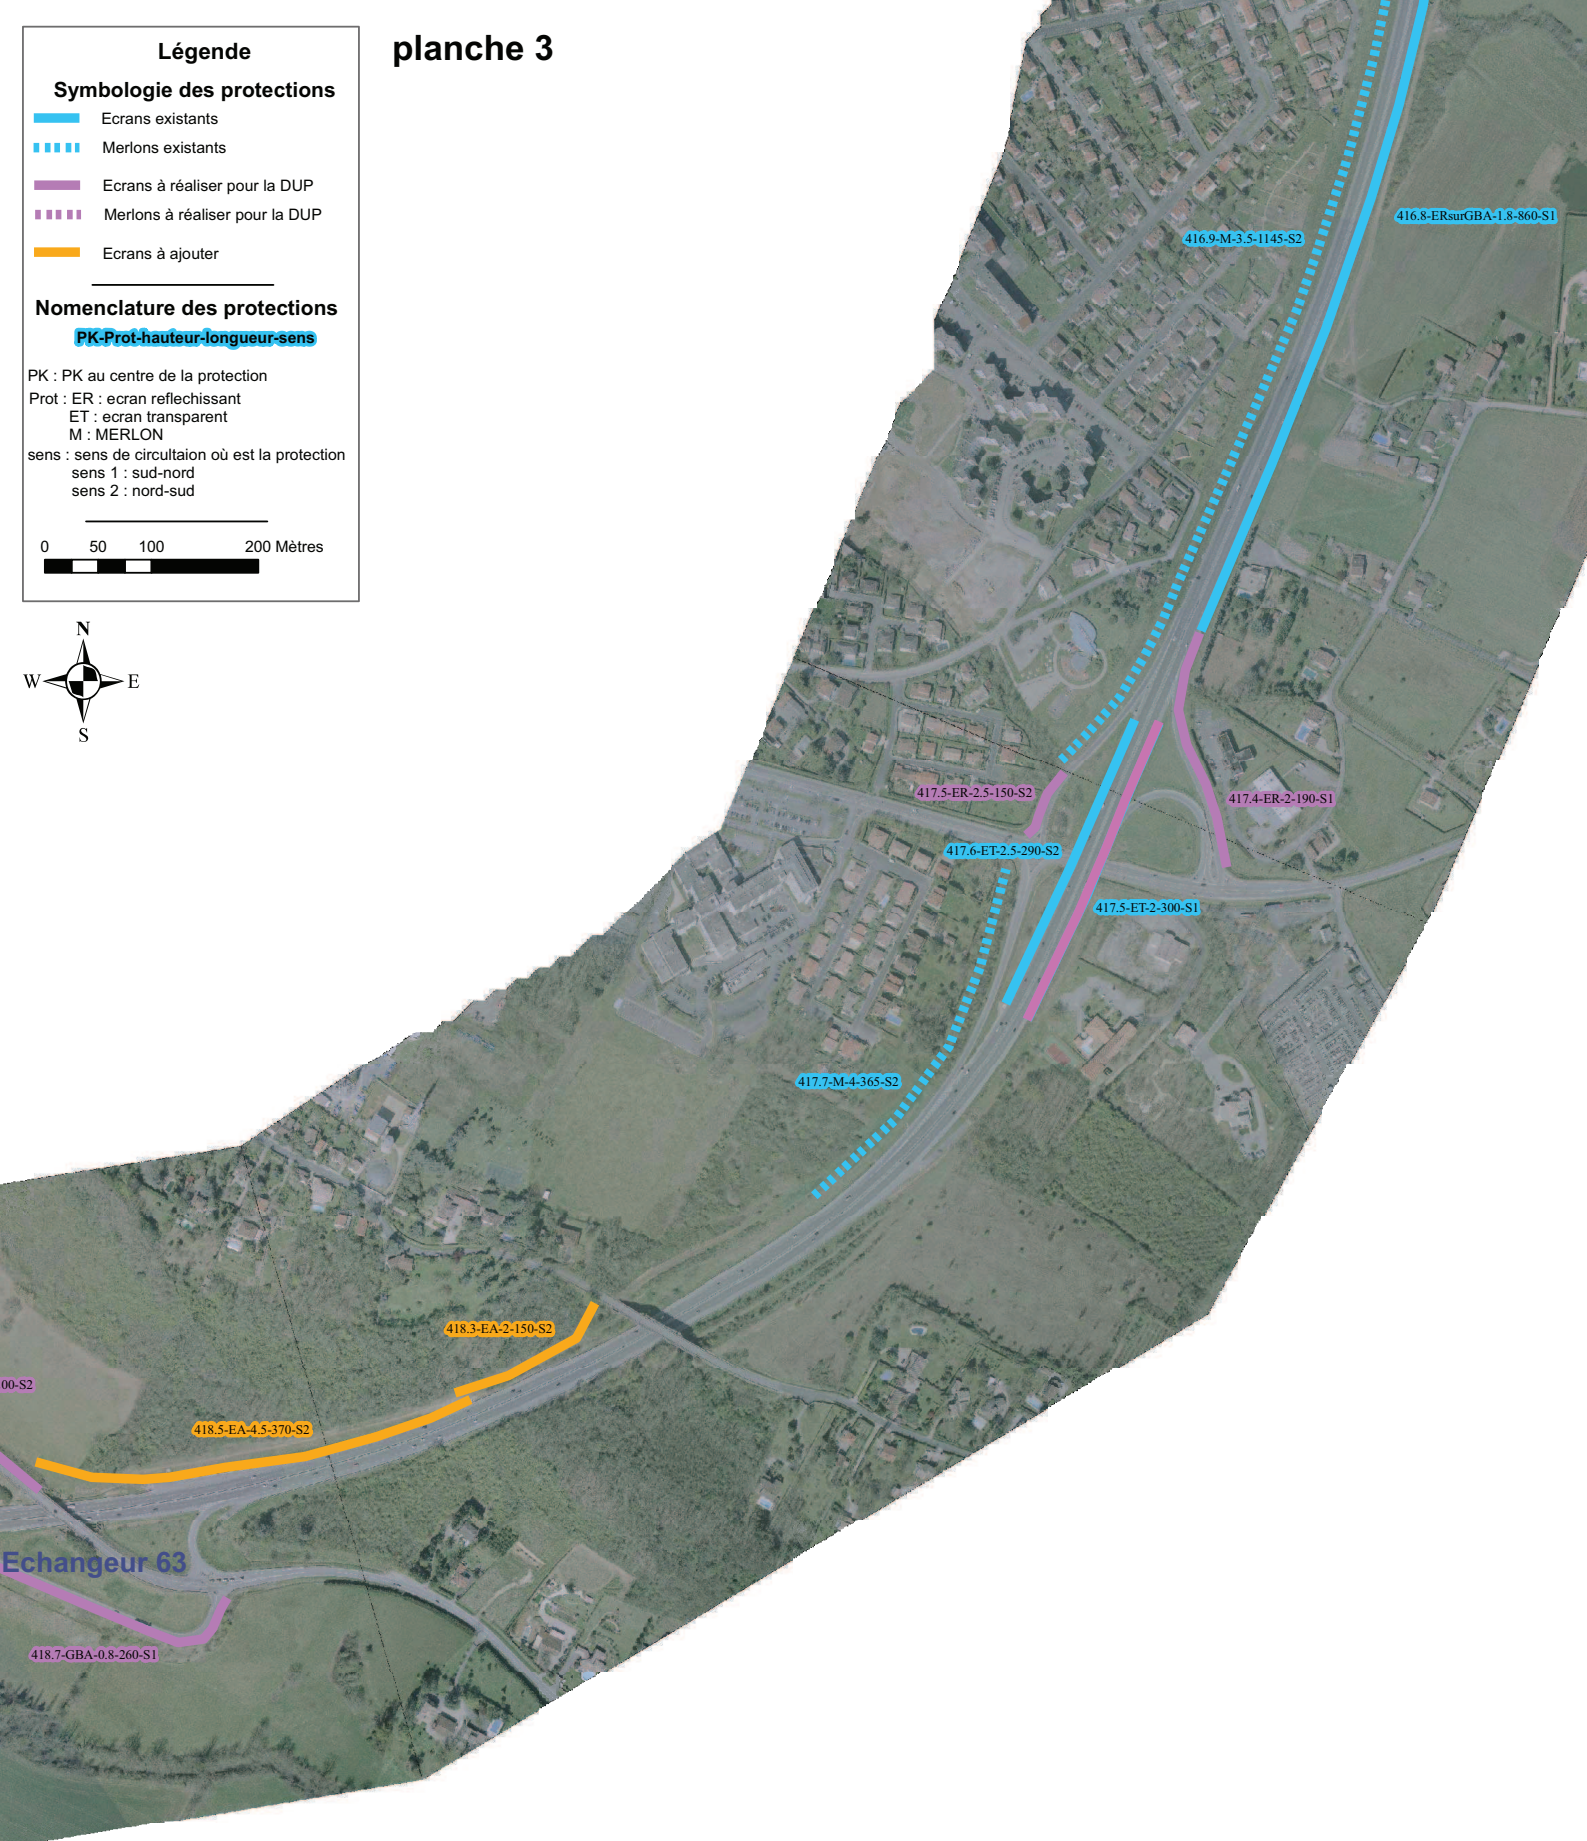 planche 3
Légende
Symbologie des protections
Ecrans existants
Merlons existants
Ecrans à réaliser pour la DUP
Merlons à réaliser pour la DUP
Ecrans à ajouter
Nomenclature des protections
PK-Prot-hauteur-longueur-sens
PK : PK au centre de la protection
Prot : ER : ecran reflechissant
ET : ecran transparent
M : MERLON
sens : sens de circultaion où est la protection
sens 1 : sud-nord
sens 2 : nord-sud
0 50 100 200 Mètres
N
W E
S
416.8-ERsurGBA-1.8-860-S1
416.9-M-3.5-1145-S2
417.5-ER-2.5-150-S2
417.4-ER-2-190-S1
417.6-ET-2.5-290-S2
417.5-ET-2-300-S1
417.7-M-4-365-S2
418.3-EA-2-150-S2
00-S2
418.5-EA-4.5-370-S2
Echangeur 63
418.7-GBA-0.8-260-S1